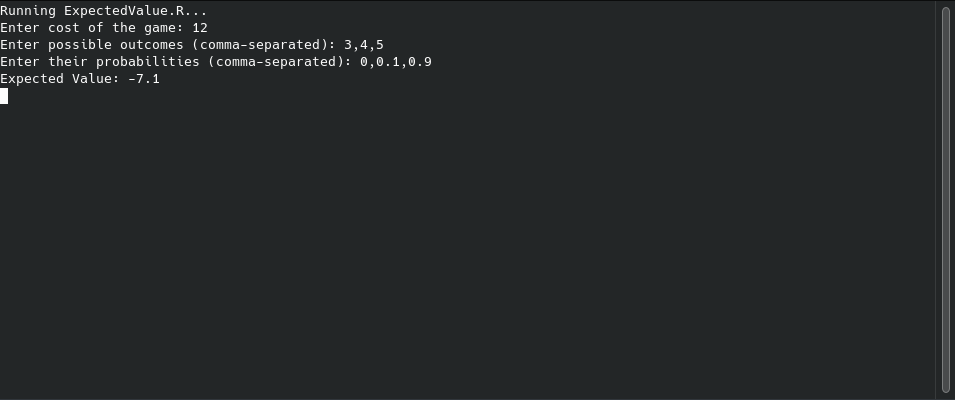 Running ExpectedValue.R...
Enter cost of the game: 12
Enter possible outcomes (comma-separated): 3,4,5
Enter their probabilities (comma-separated): 0,0.1,0.9
Expected Value: -7.1